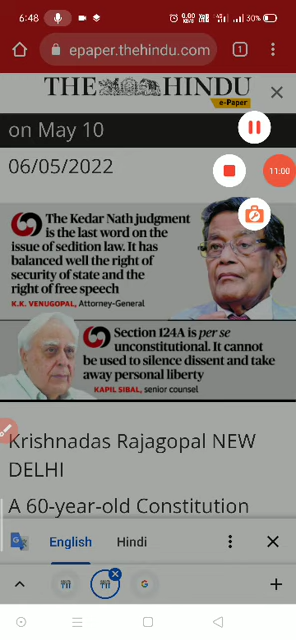 6:48
0.00 KB/s
30%
epaper.thehindu.com
1
THE HINDU
e-Paper
on May 10
11:00
06/05/2022
The Kedar Nath judgment
is the last word on the
issue of sedition law. It has
balanced well the right of
security of state and the
right of free speech
K.K. VENUGOPAL, Attorney-General
Section 124A is per se
unconstitutional. It cannot
be used to silence dissent and take
away personal liberty
KAPIL SIBAL, senior counsel
Krishnadas Rajagopal NEW
DELHI
A 60-year-old Constitution
English
Hindi